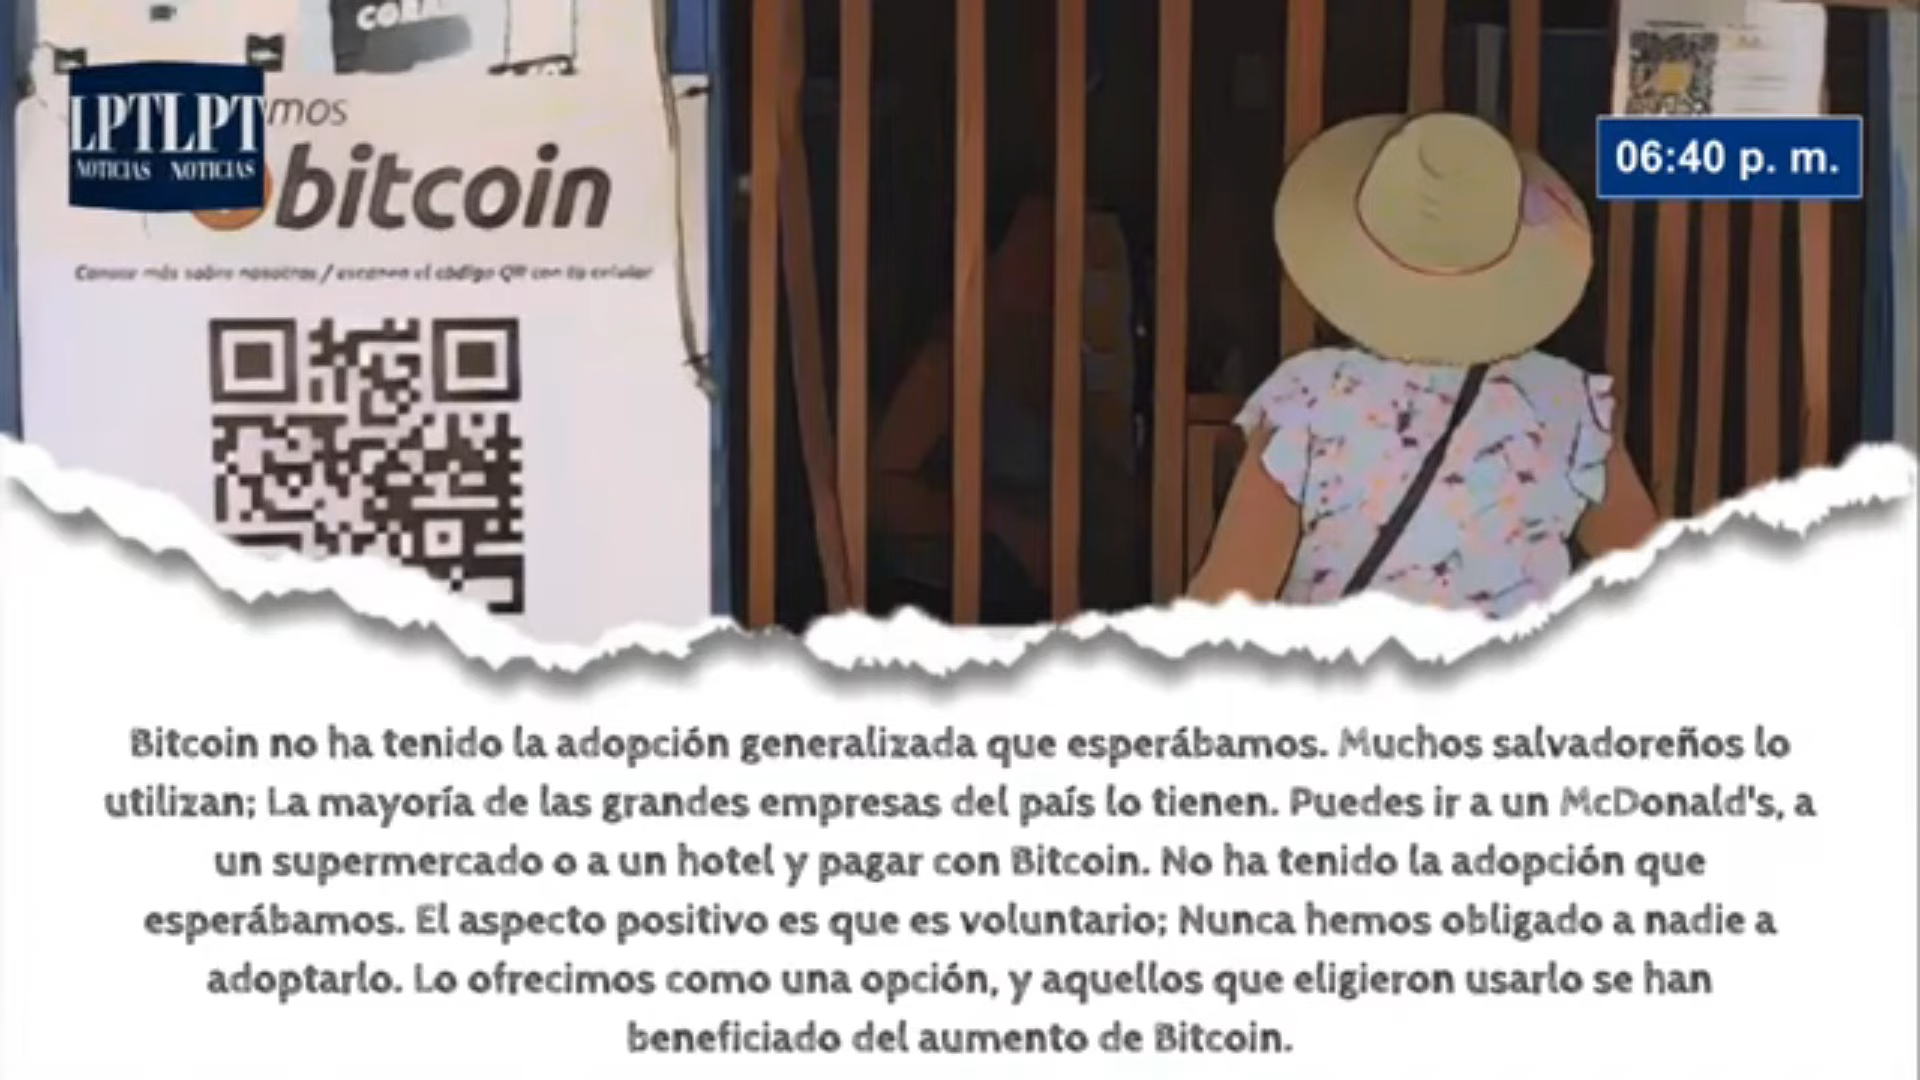 LPTLPT
NOTICIAS NOTICIAS
mos
bitcoin
06:40 p. m.
Bitcoin no ha tenido la adopción generalizada que esperábamos. Muchos salvadoreños lo
utilizan; La mayoría de las grandes empresas del país lo tienen. Puedes ir a un McDonald's, a
un supermercado o a un hotel y pagar con Bitcoin. No ha tenido la adopción que
esperábamos. El aspecto positivo es que es voluntario; Nunca hemos obligado a nadie a
adoptarlo. Lo ofrecimos como una opción, y aquellos que eligieron usarlo se han
beneficiado del aumento de Bitcoin.